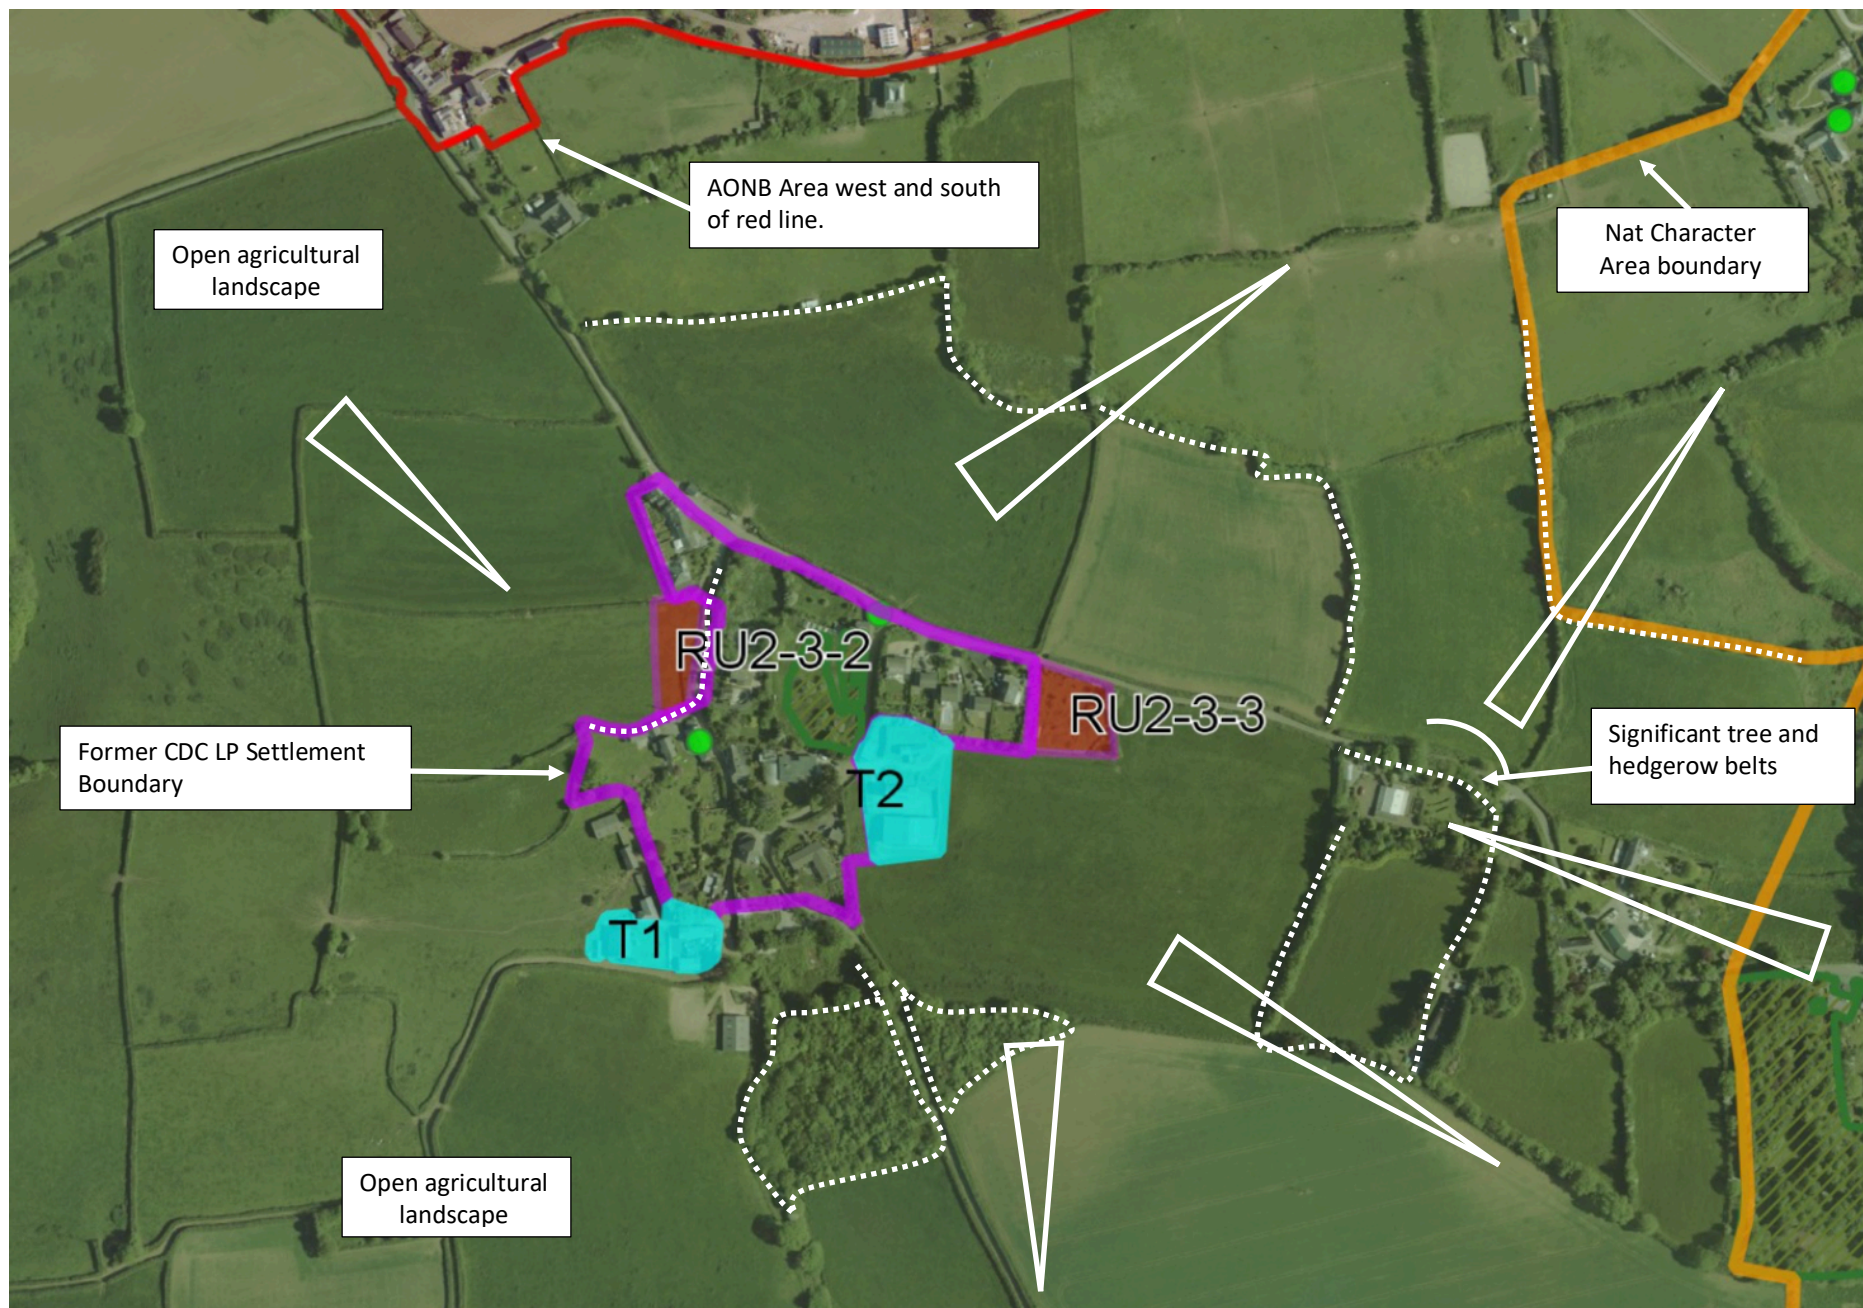 AONB Area west and south
of red line.
Nat Character
Area boundary
Open agricultural
landscape
RU2-3-2
RU2-3-3
Significant tree and
hedgerow belts
Former CDC LP Settlement
Boundary
T2
T1
Open agricultural
landscape